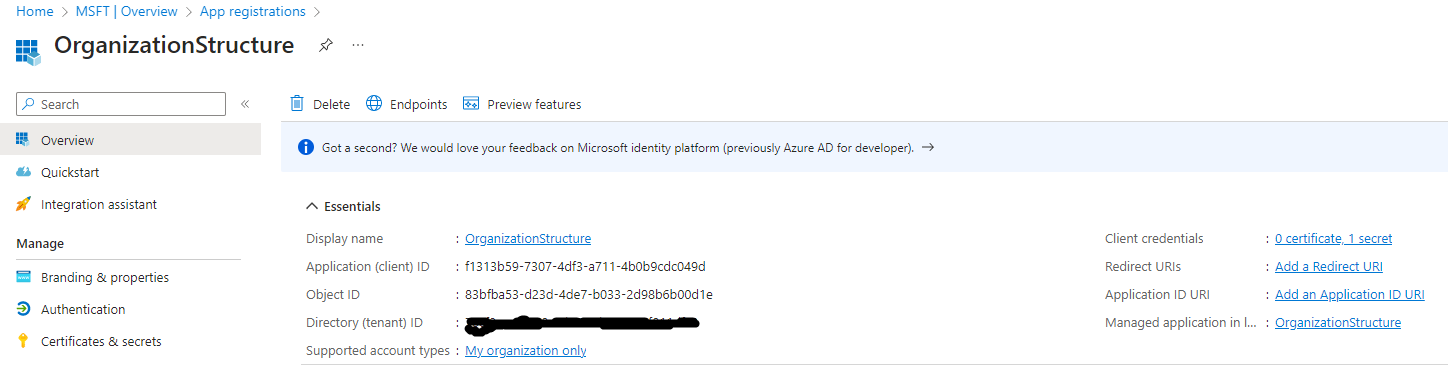 Home > MSFT | Overview > App registrations >
OrganizationStructure
Search
«
Delete
Endpoints
Preview features
Overview
Got a second? We would love your feedback on Microsoft identity platform (previously Azure AD for developer). →
Quickstart
Integration assistant
Essentials
Manage
Display name : OrganizationStructure
Client credentials : 0 certificate, 1 secret
Application (client) ID : f1313b59-7307-4df3-a711-4b0b9cdc049d
Redirect URIs : Add a Redirect URI
Branding & properties
Object ID : 83bfba53-d23d-4de7-b033-2d98b6b00d1e
Application ID URI : Add an Application ID URI
Authentication
Directory (tenant) ID :
Managed application in l... : OrganizationStructure
Certificates & secrets
Supported account types : My organization only